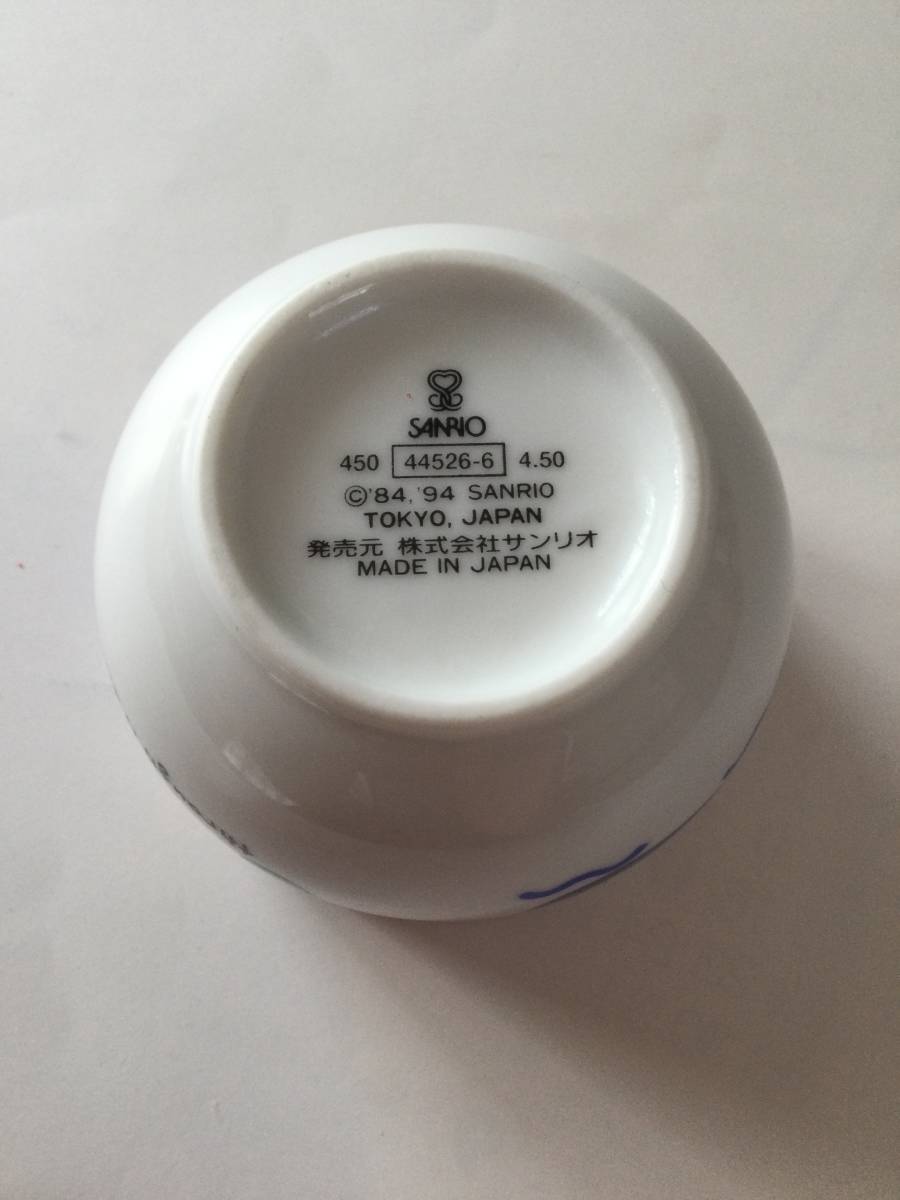 SANRIO
450 44526-6 4.50
©'84,'94 SANRIO
TOKYO, JAPAN
発売元 株式会社サンリオ
MADE IN JAPAN